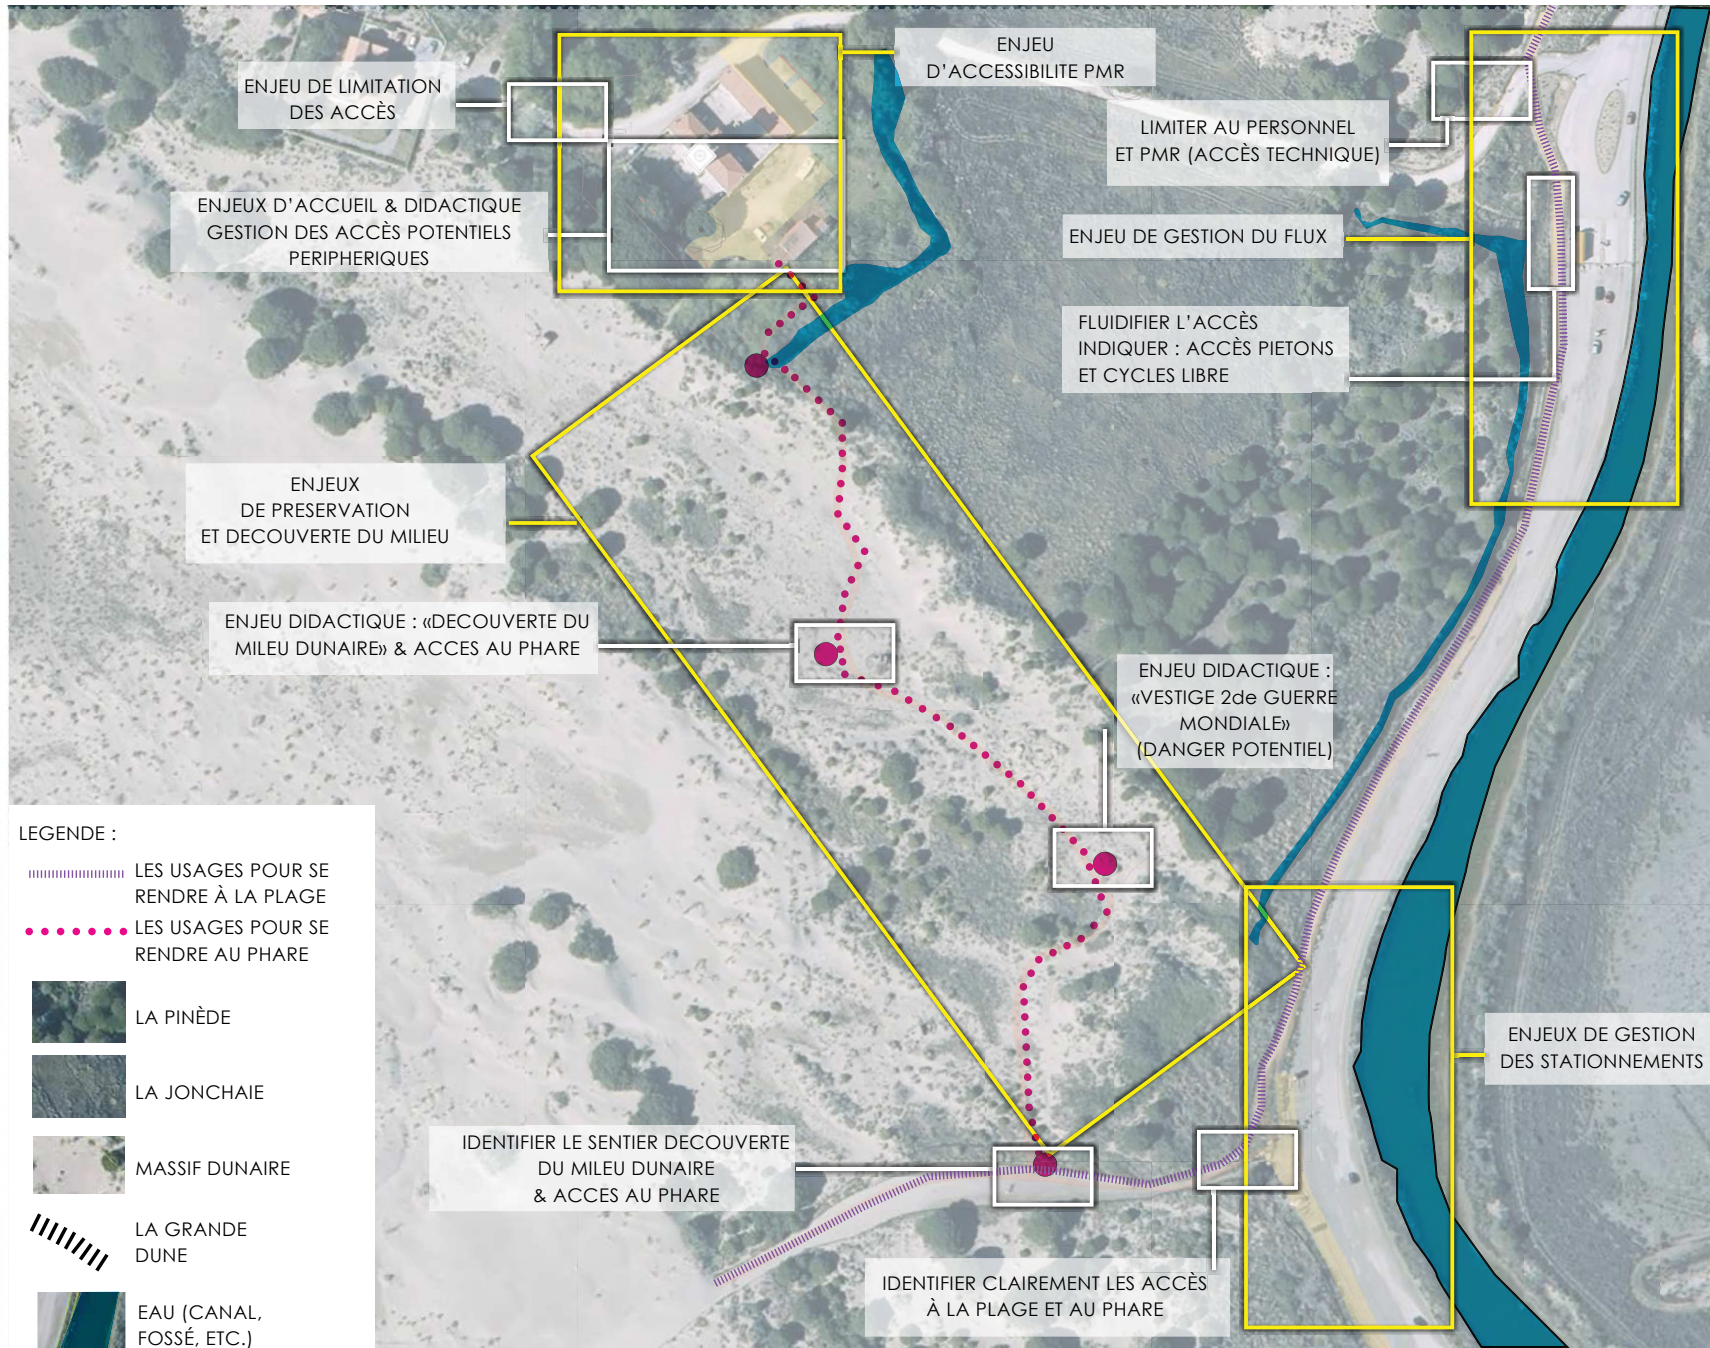 ENJEU
D'ACCESSIBILITE PMR
ENJEU DE LIMITATION
DES ACCÈS
LIMITER AU PERSONNEL
ET PMR (ACCÈS TECHNIQUE)
ENJEUX D'ACCUEIL & DIDACTIQUE
GESTION DES ACCÈS POTENTIELS
PERIPHERIQUES
ENJEU DE GESTION DU FLUX
FLUIDIFIER L'ACCÈS
INDIQUER : ACCÈS PIETONS
ET CYCLES LIBRE
ENJEUX
DE PRESERVATION
ET DECOUVERTE DU MILIEU
ENJEU DIDACTIQUE : «DECOUVERTE DU
MILEU DUNAIRE» & ACCES AU PHARE
ENJEU DIDACTIQUE :
«VESTIGE 2de GUERRE
MONDIALE»
(DANGER POTENTIEL)
LEGENDE :
LES USAGES POUR SE
RENDRE À LA PLAGE
LES USAGES POUR SE
RENDRE AU PHARE
LA PINÈDE
LA JONCHAIE
MASSIF DUNAIRE
LA GRANDE
DUNE
EAU (CANAL,
FOSSÉ, ETC.)
ENJEUX DE GESTION
DES STATIONNEMENTS
IDENTIFIER LE SENTIER DECOUVERTE
DU MILEU DUNAIRE
& ACCES AU PHARE
IDENTIFIER CLAIREMENT LES ACCÈS
À LA PLAGE ET AU PHARE